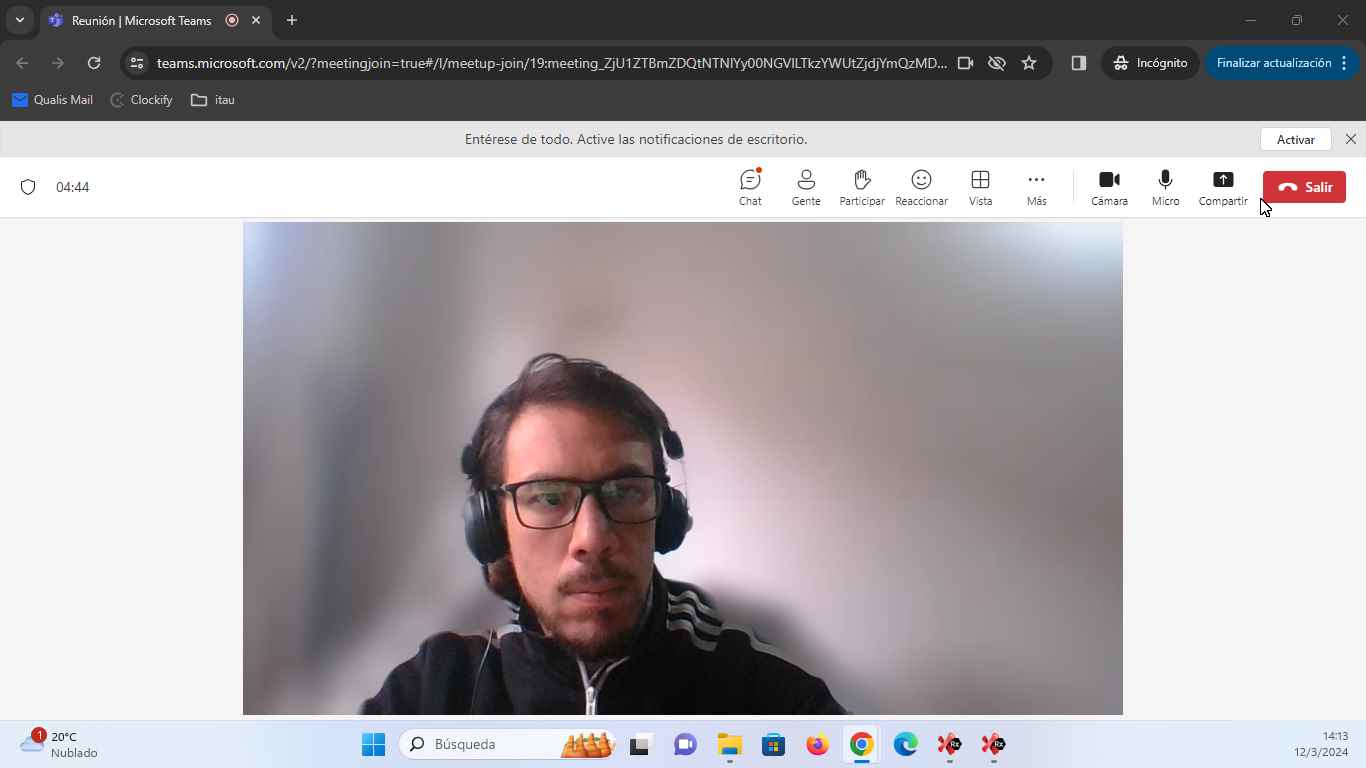 Reunión | Microsoft Teams
teams.microsoft.com/v2/?meetingjoin=true#/l/meetup-join/19:meeting_ZjU1ZTBmZDQtNTNlYy00NGVlLTkzYWUtZjdjYmQzMD...
Incógnito
Finalizar actualización
Qualis Mail
Clockify
itau
Entérese de todo. Active las notificaciones de escritorio.
Activar
04:44
Chat
Gente
Participar
Reaccionar
Vista
Más
Cámara
Micro
Compartir
Salir
1
20°C
Nublado
Búsqueda
Rx
Rx
14:13
12/3/2024